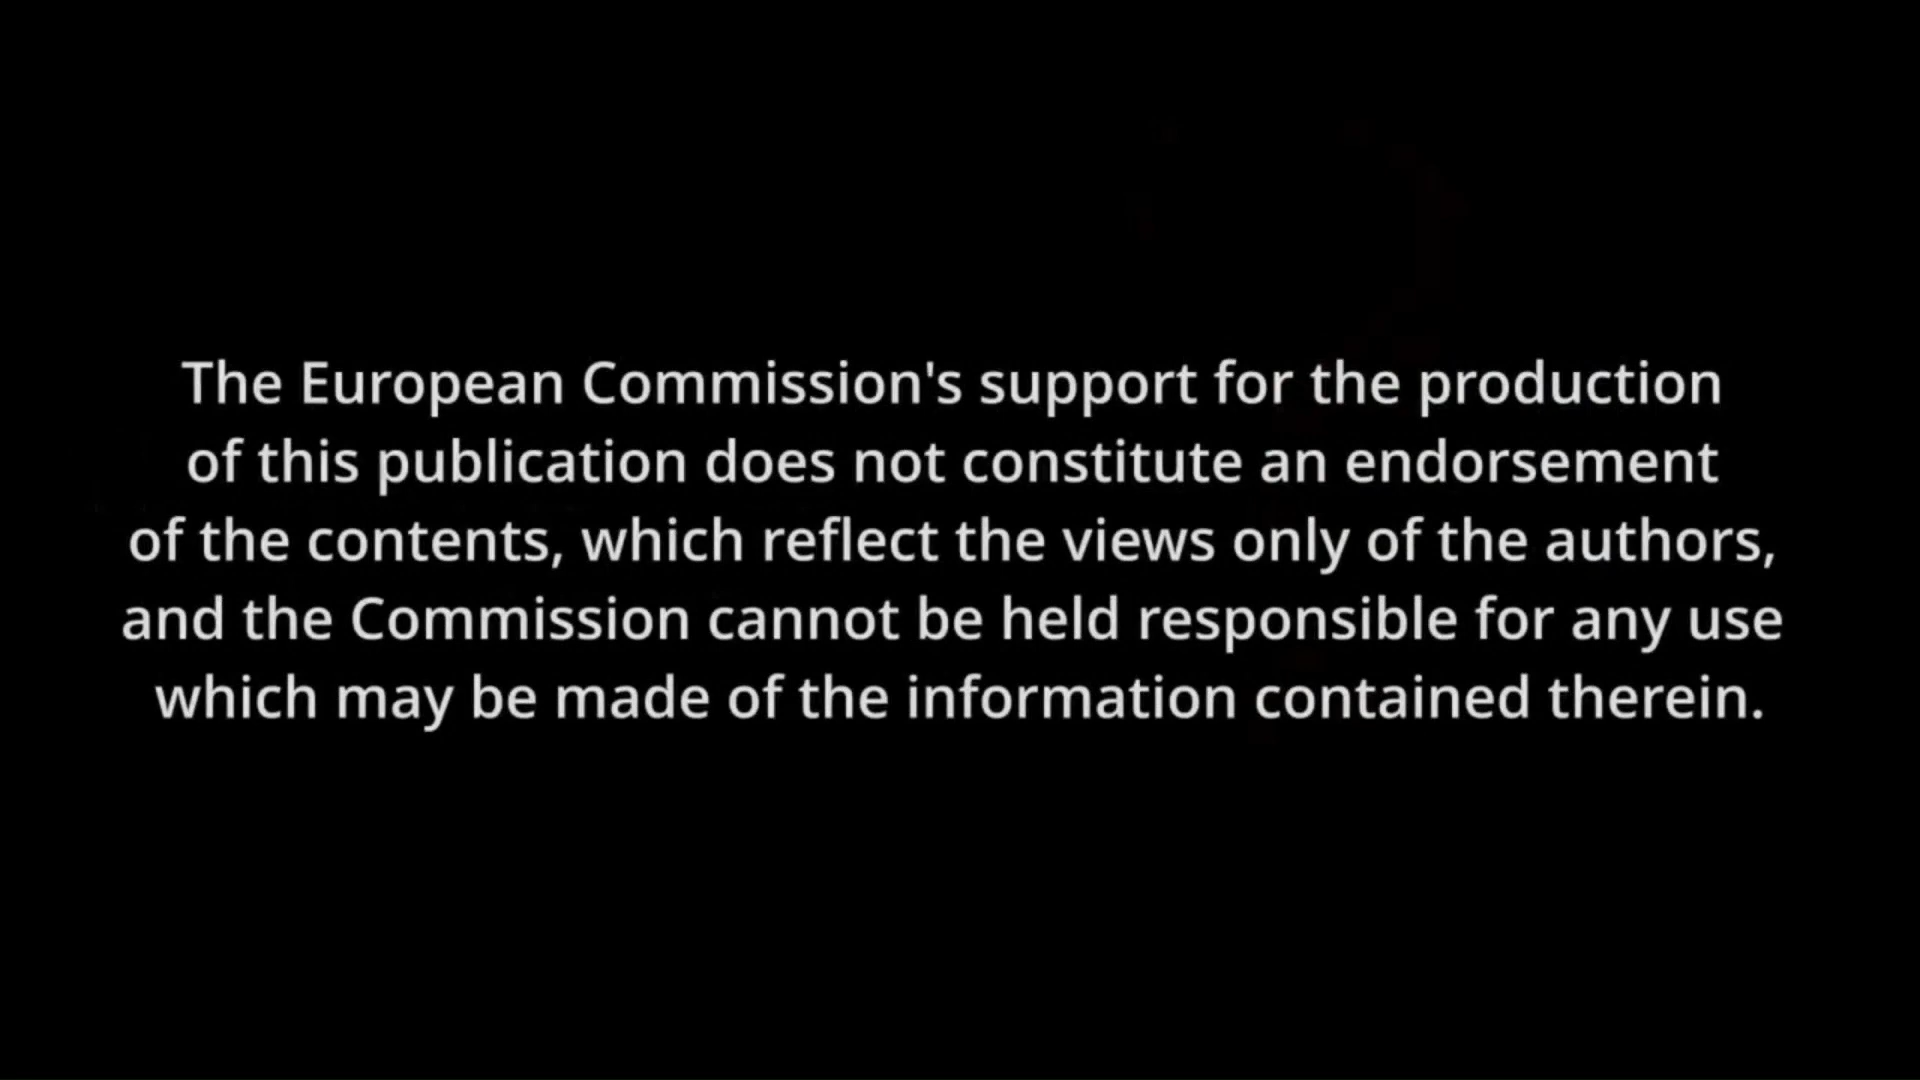 The European Commission's support for the production
of this publication does not constitute an endorsement
of the contents, which reflect the views only of the authors,
and the Commission cannot be held responsible for any use
which may be made of the information contained therein.